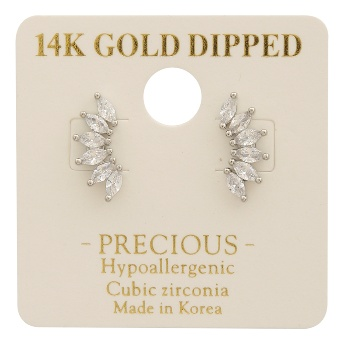 14K GOLD DIPPED
- PRECIOUS -
Hypoallergenic
Cubic zirconia
Made in Korea